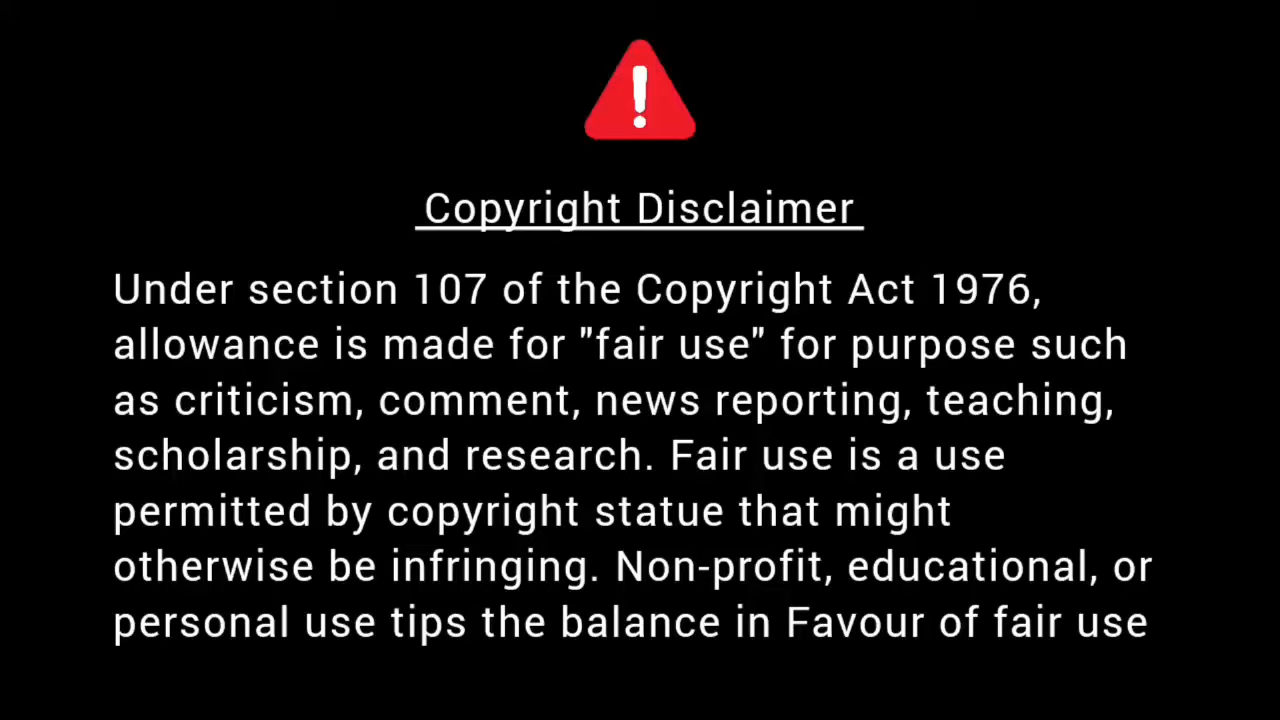 Copyright Disclaimer
Under section 107 of the Copyright Act 1976,
allowance is made for "fair use" for purpose such
as criticism, comment, news reporting, teaching,
scholarship, and research. Fair use is a use
permitted by copyright statue that might
otherwise be infringing. Non-profit, educational, or
personal use tips the balance in Favour of fair use